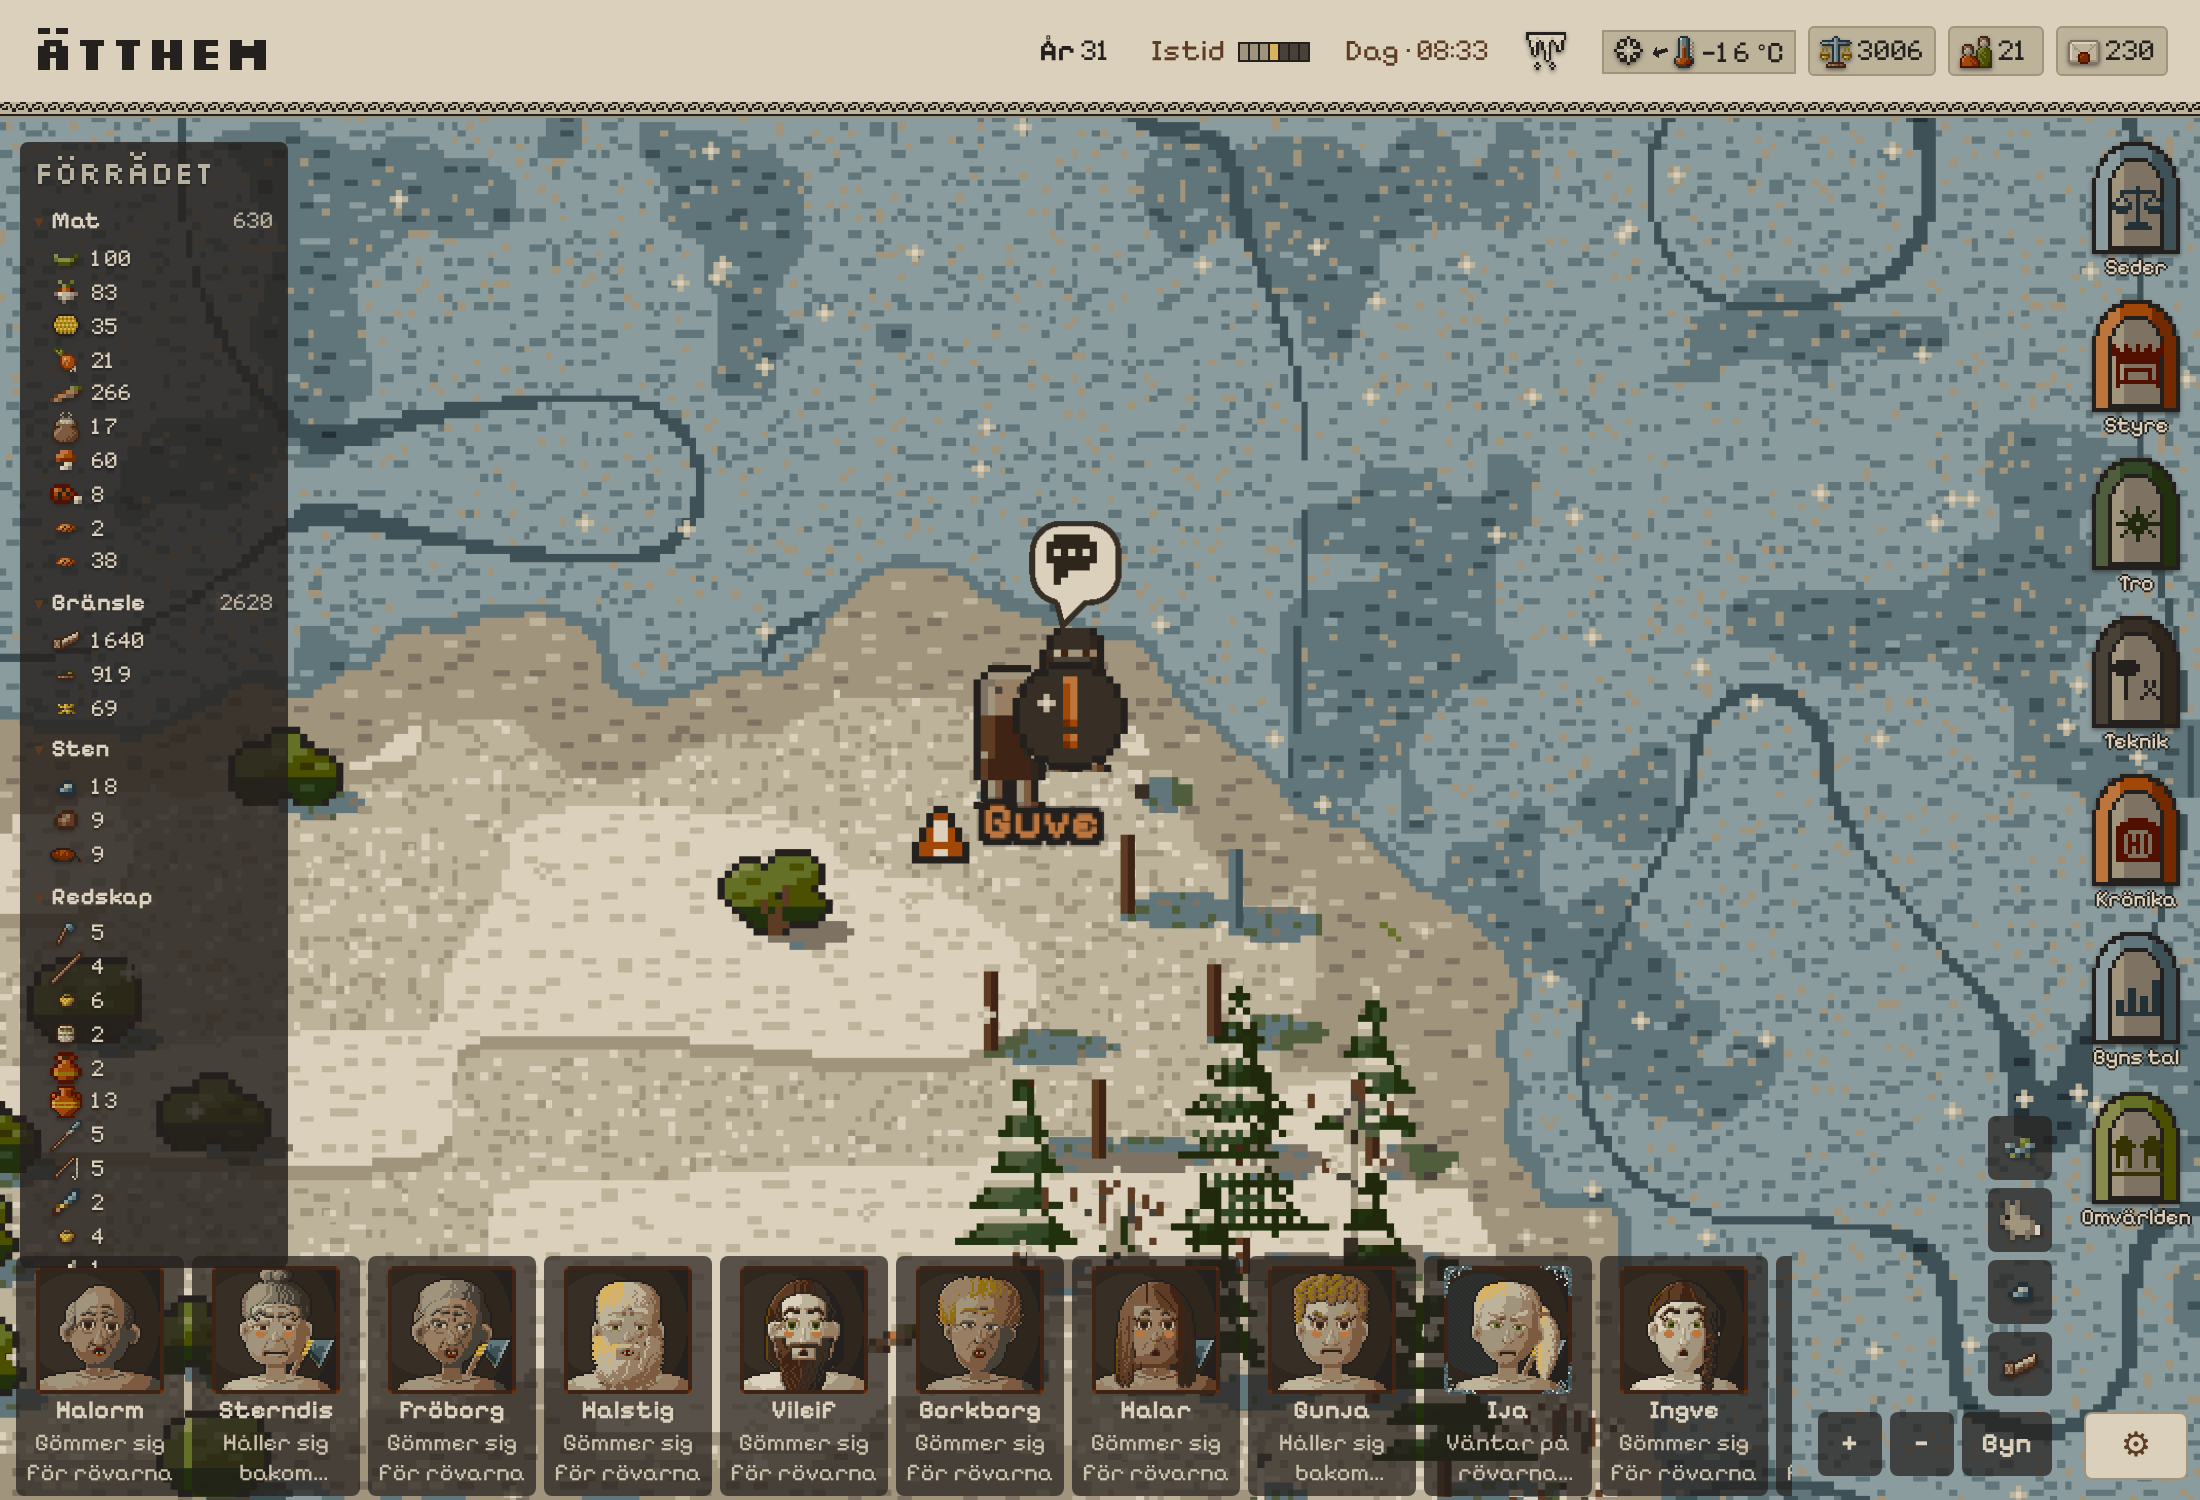 ÄTTHEM
År 31
Istid
Dag · 08:33
-16 °C
3006
21
230
FÖRRÅDET
Mat 630
100
83
35
21
266
17
60
8
2
38
Bränsle 2628
1640
919
69
Sten
18
9
9
Redskap
5
4
6
2
2
13
5
5
2
4
Guve
Seder
Styre
Tro
Teknik
Krönika
Byns tal
Omvärlden
Halorm
Gömmer sig
för rövarna
Sterndis
Håller sig
bakom...
Fröborg
Gömmer sig
för rövarna
Halstig
Gömmer sig
för rövarna
Vileif
Gömmer sig
för rövarna
Borkborg
Gömmer sig
för rövarna
Halar
Gömmer sig
för rövarna
Gunja
Håller sig
bakom...
Iva
Väntar på
rövarna...
Ingve
Gömmer sig
för rövarna
+
-
Byn